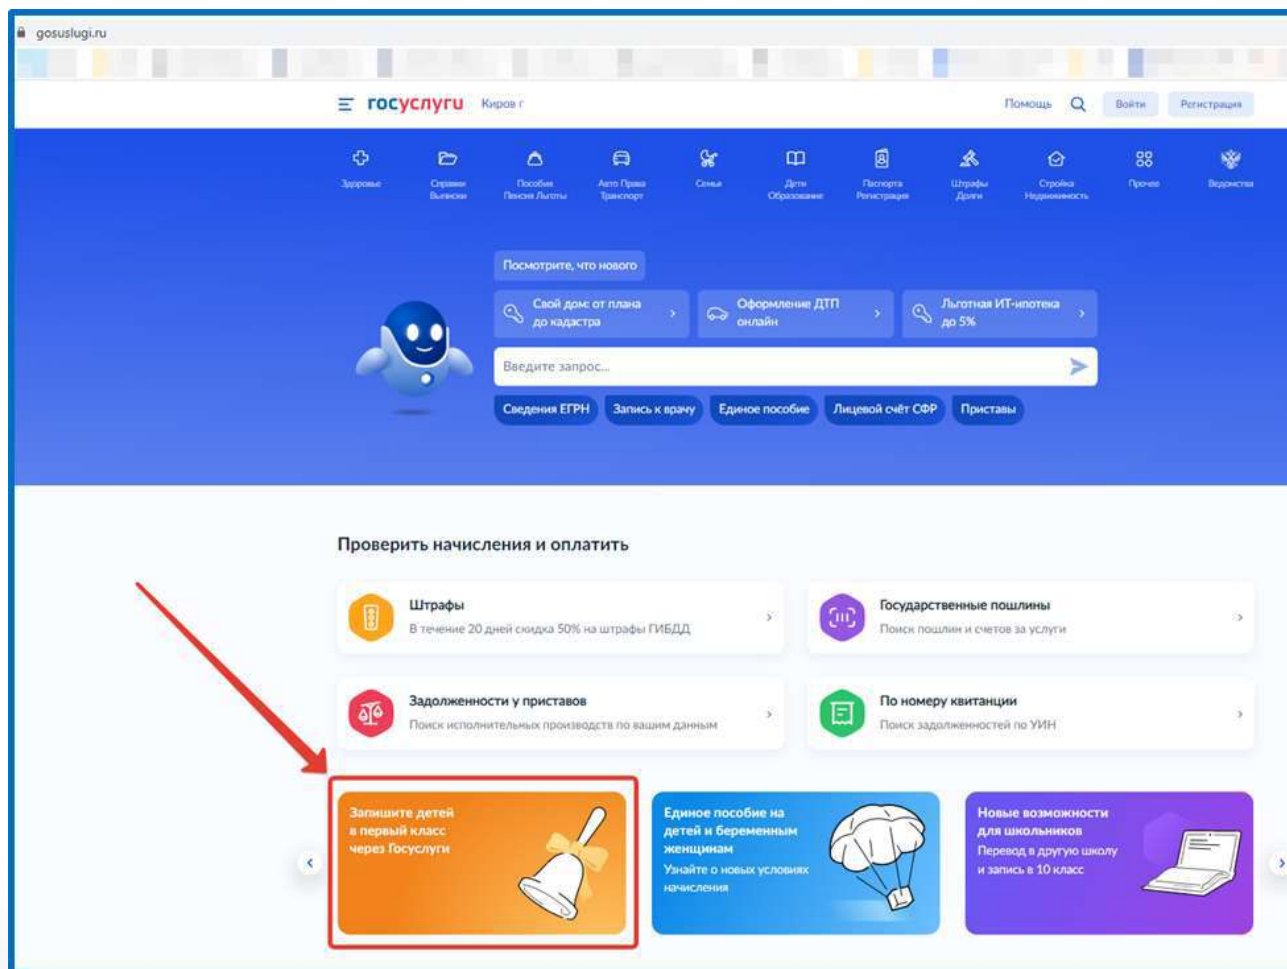 gosuslugi.ru
госуслуги
Киров г
Помощь
Войти
Регистрация
Здоровье
Справки
Выписки
Пособия
Пенсия Льготы
Авто Права
Транспорт
Семья
Дети
Образование
Паспорта
Регистрация
Штрафы
Долги
Стройка
Недвижимость
Прочее
Ведомства
Посмотрите, что нового
Свой дом: от плана
до кадастра
Оформление ДТП
онлайн
Льготная ИТ-ипотека
до 5%
Введите запрос...
Сведения ЕГРН
Запись к врачу
Единое пособие
Лицевой счёт СФР
Приставы
Проверить начисления и оплатить
Штрафы
В течение 20 дней скидка 50% на штрафы ГИБДД
Государственные пошлины
Поиск пошлин и счетов за услуги
Задолженности у приставов
Поиск исполнительных производств по вашим данным
По номеру квитанции
Поиск задолженностей по УИН
Запишите детей
в первый класс
через Госуслуги
Единое пособие на
детей и беременным
женщинам
Узнайте о новых условиях
начисления
Новые возможности
для школьников
Перевод в другую школу
и запись в 10 класс